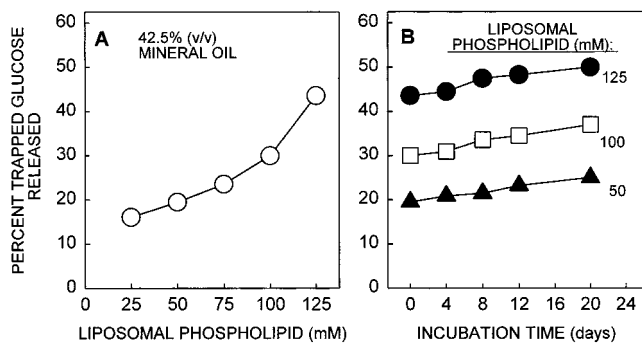 A
42.5% (v/v)
MINERAL OIL
PERCENT TRAPPED GLUCOSE
RELEASED
60
50
40
30
20
10
0
0 25 50 75 100 125
LIPOSOMAL PHOSPHOLIPID (mM)
B
LIPOSOMAL
PHOSPHOLIPID (mM):
125
100
50
60
50
40
30
20
10
0
0 4 8 12 16 20 24
INCUBATION TIME (days)